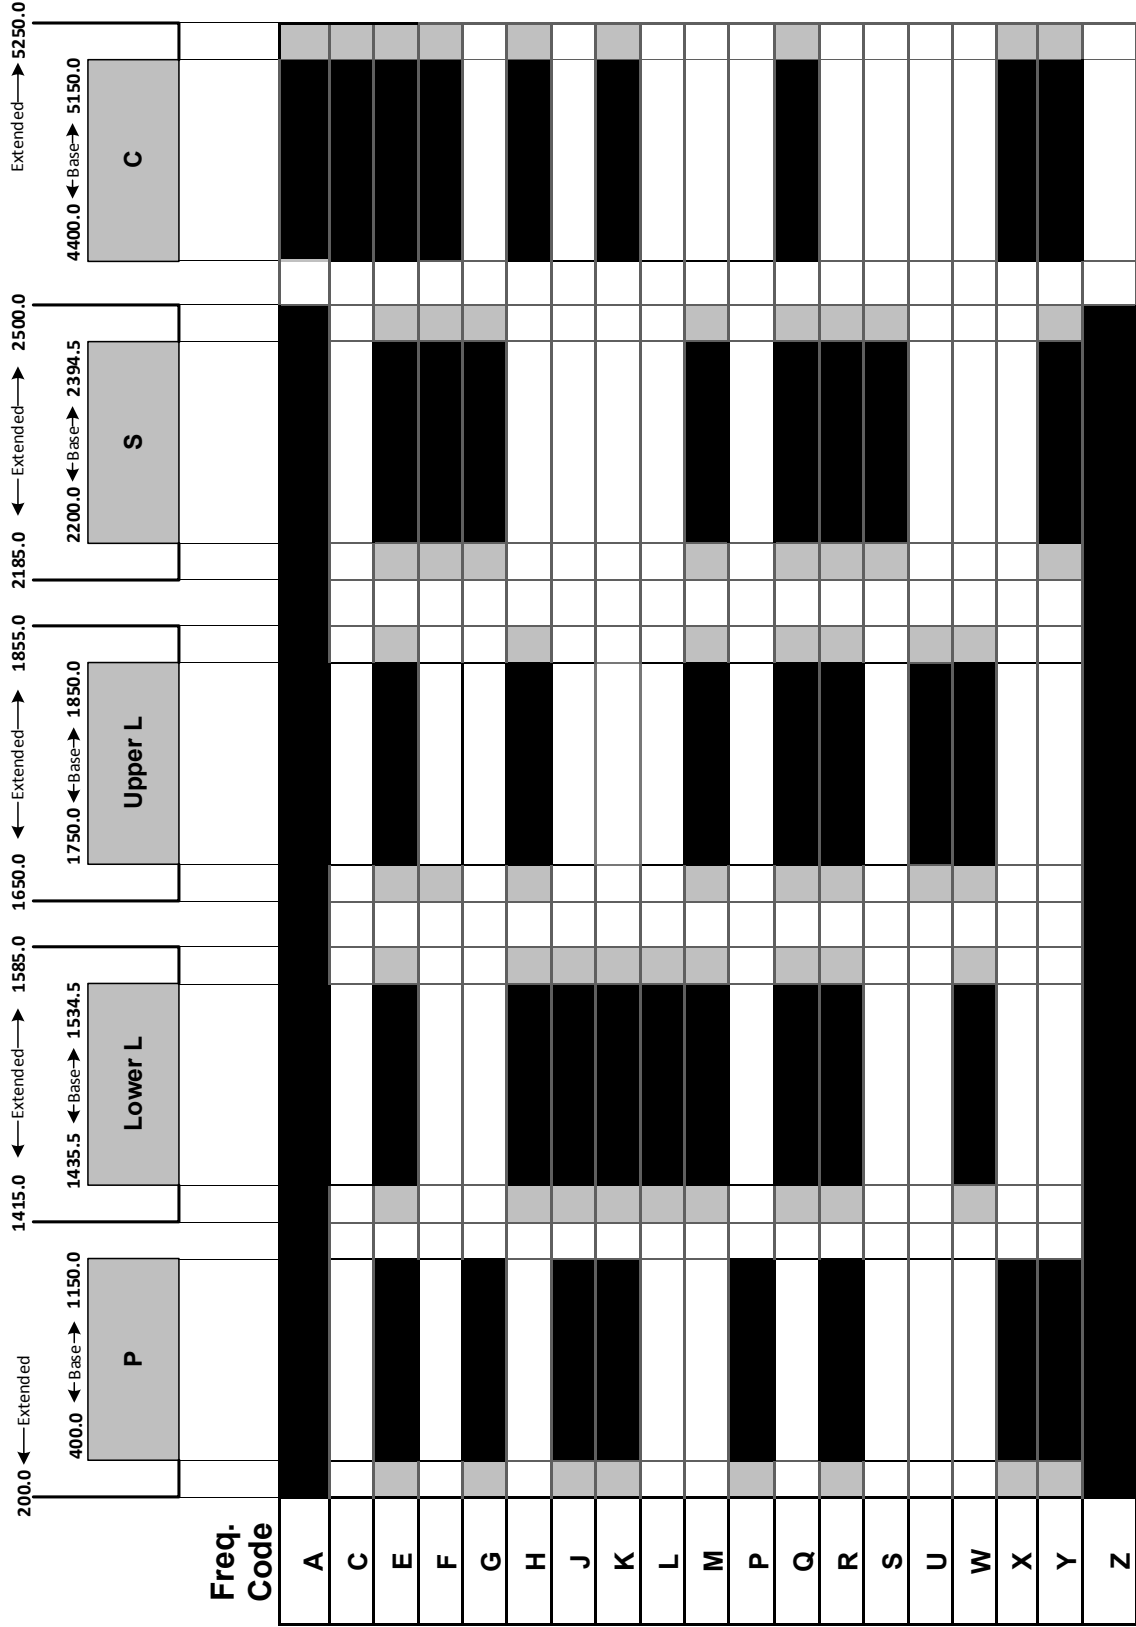 200.0 Extended 1415.0 Extended 1585.0 1650.0 Extended 1855.0 2185.0 Extended 2500.0 Extended 5250.0
400.0 Base 1150.0 1435.5 Base 1534.5 1750.0 Base 1850.0 2200.0 Base 2394.5 4400.0 Base 5150.0
P Lower L Upper L S C
Freq.
Code
A
C
E
F
G
H
J
K
L
M
P
Q
R
S
U
W
X
Y
Z